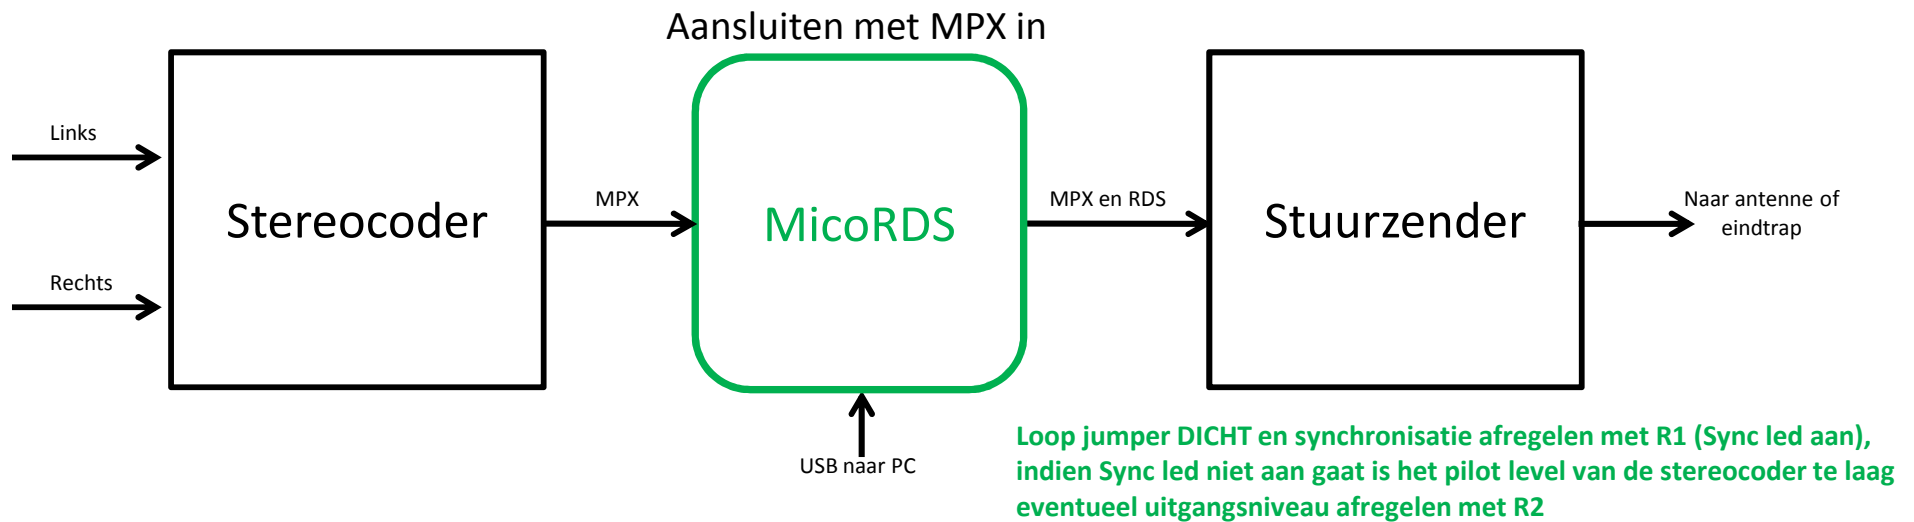 Aansluiten met MPX in
Links
Rechts
Stereocoder
MPX
MicoRDS
USB naar PC
MPX en RDS
Stuurzender
Naar antenne of
eindtrap
Loop jumper DICHT en synchronisatie afregelen met R1 (Sync led aan),
indien Sync led niet aan gaat is het pilot level van de stereocoder te laag
eventueel uitgangsniveau afregelen met R2